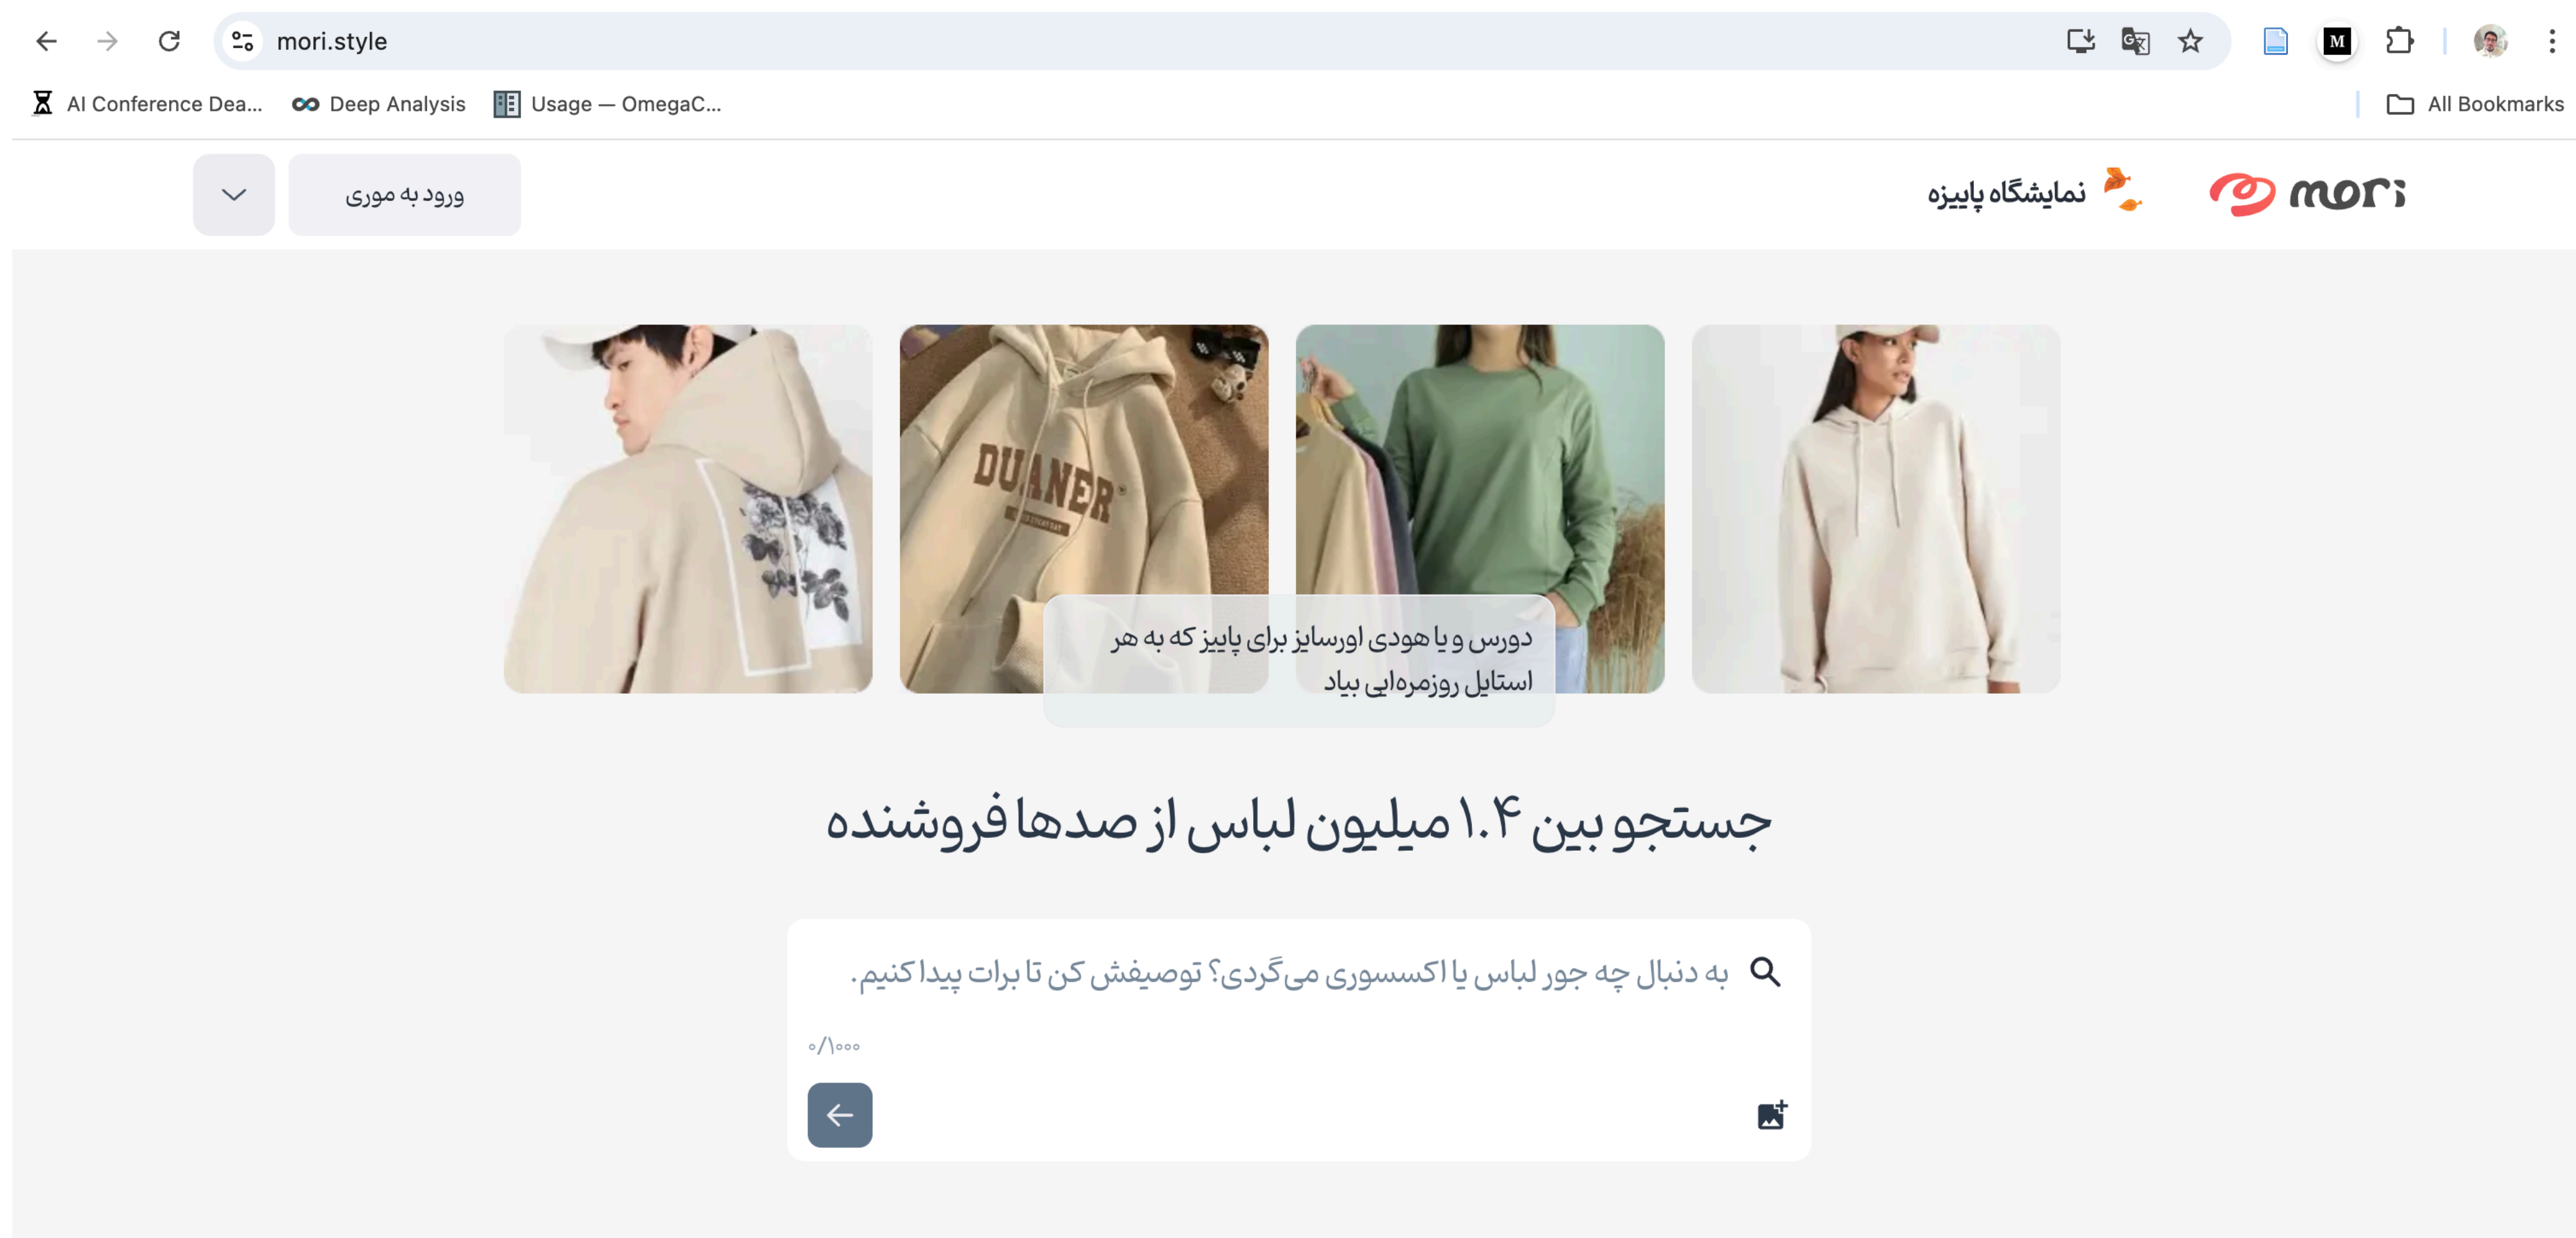 mori.style
AI Conference Dea...
Deep Analysis
Usage — OmegaC...
All Bookmarks
mori
نمایشگاه پاییزه
ورود به موری
DUANER
دورس و یا هودی اورسایز برای پاییز که به هر
استایل روزمره‌ایی بیاد
جستجو بین ۱.۴ میلیون لباس از صدها فروشنده
به دنبال چه جور لباس یا اکسسوری می‌گردی؟ توصیفش کن تا برات پیدا کنیم.
۰/۱۰۰۰
M